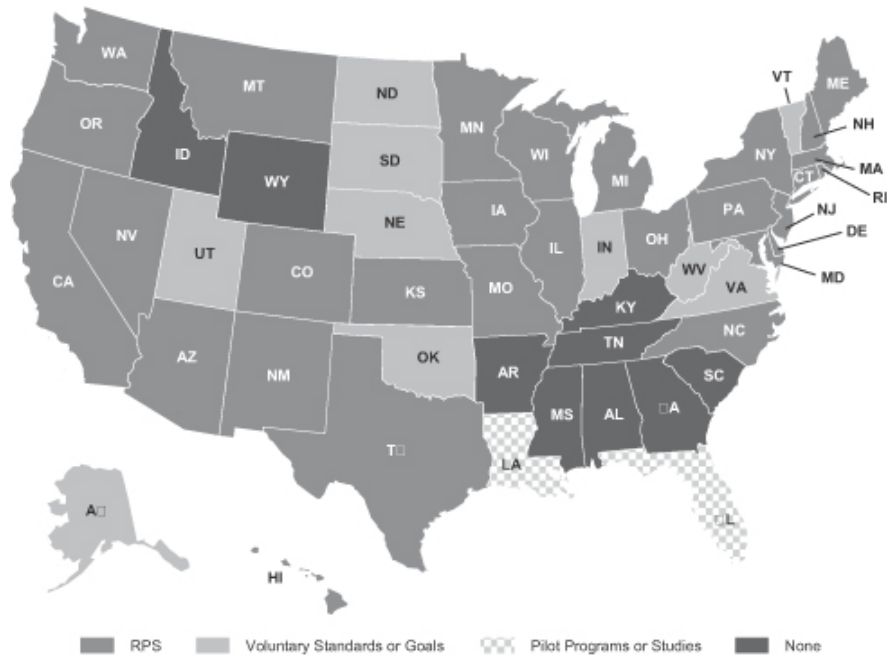 WA
MT
ND
MN
VT
ME
OR
ID
SD
WI
MI
NY
NH
MA
WY
IA
CT
RI
NV
UT
NE
IL
IN
OH
PA
NJ
DE
CA
CO
KS
MO
WV
VA
MD
KY
AZ
NM
OK
AR
TN
NC
SC
MS
AL
□A
T□
LA
□L
A□
HI
RPS
Voluntary Standards or Goals
Pilot Programs or Studies
None